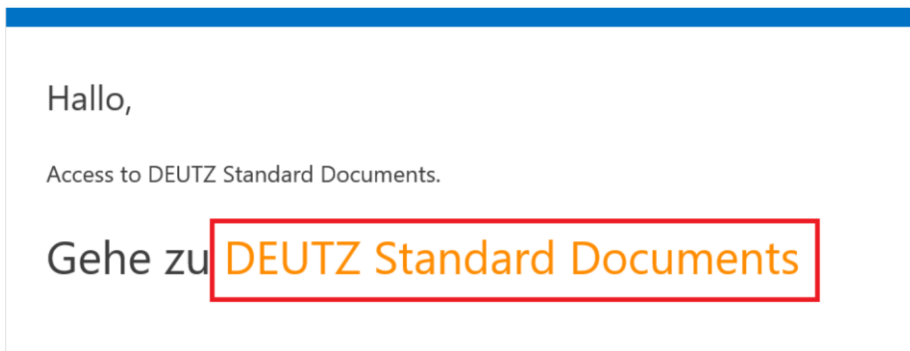 Hallo,
Access to DEUTZ Standard Documents.
Gehe zu DEUTZ Standard Documents